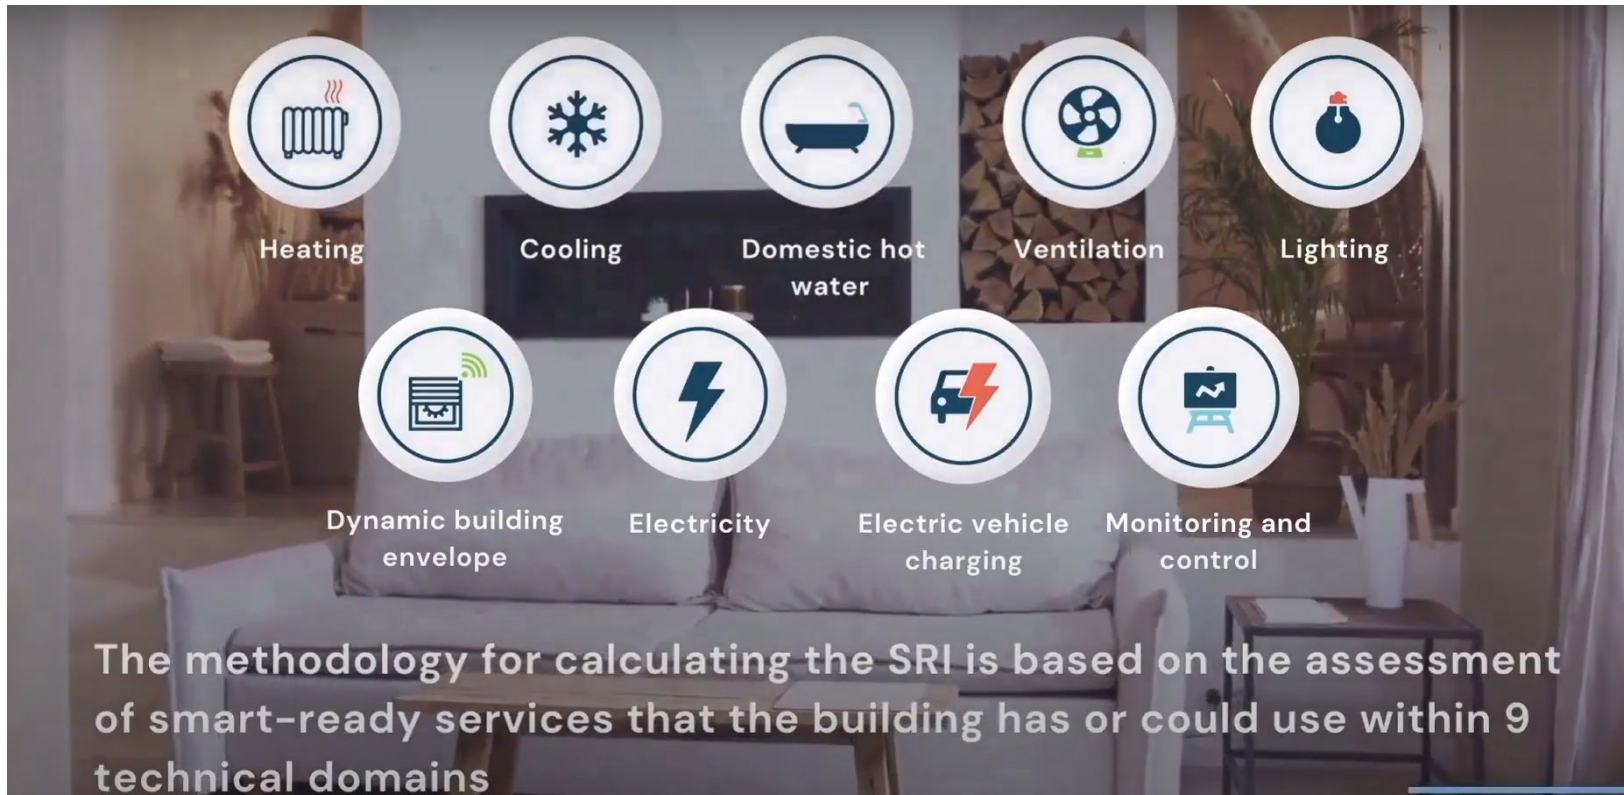 Heating
Cooling
Domestic hot
water
Ventilation
Lighting
Dynamic building
envelope
Electricity
Electric vehicle
charging
Monitoring and
control
The methodology for calculating the SRI is based on the assessment
of smart-ready services that the building has or could use within 9
technical domains